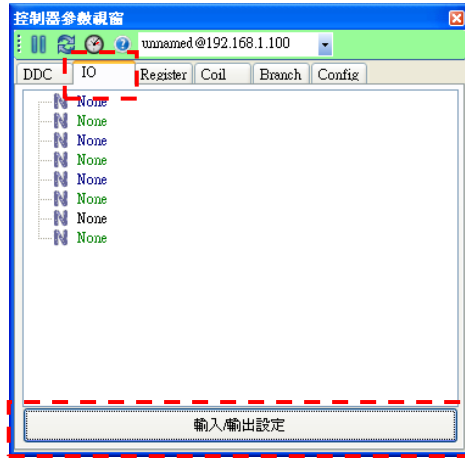 控制器參數視窗
unnamed@192.168.1.100
DDC IO Register Coil Branch Config
None
None
None
None
None
None
None
None
輸入/輸出設定